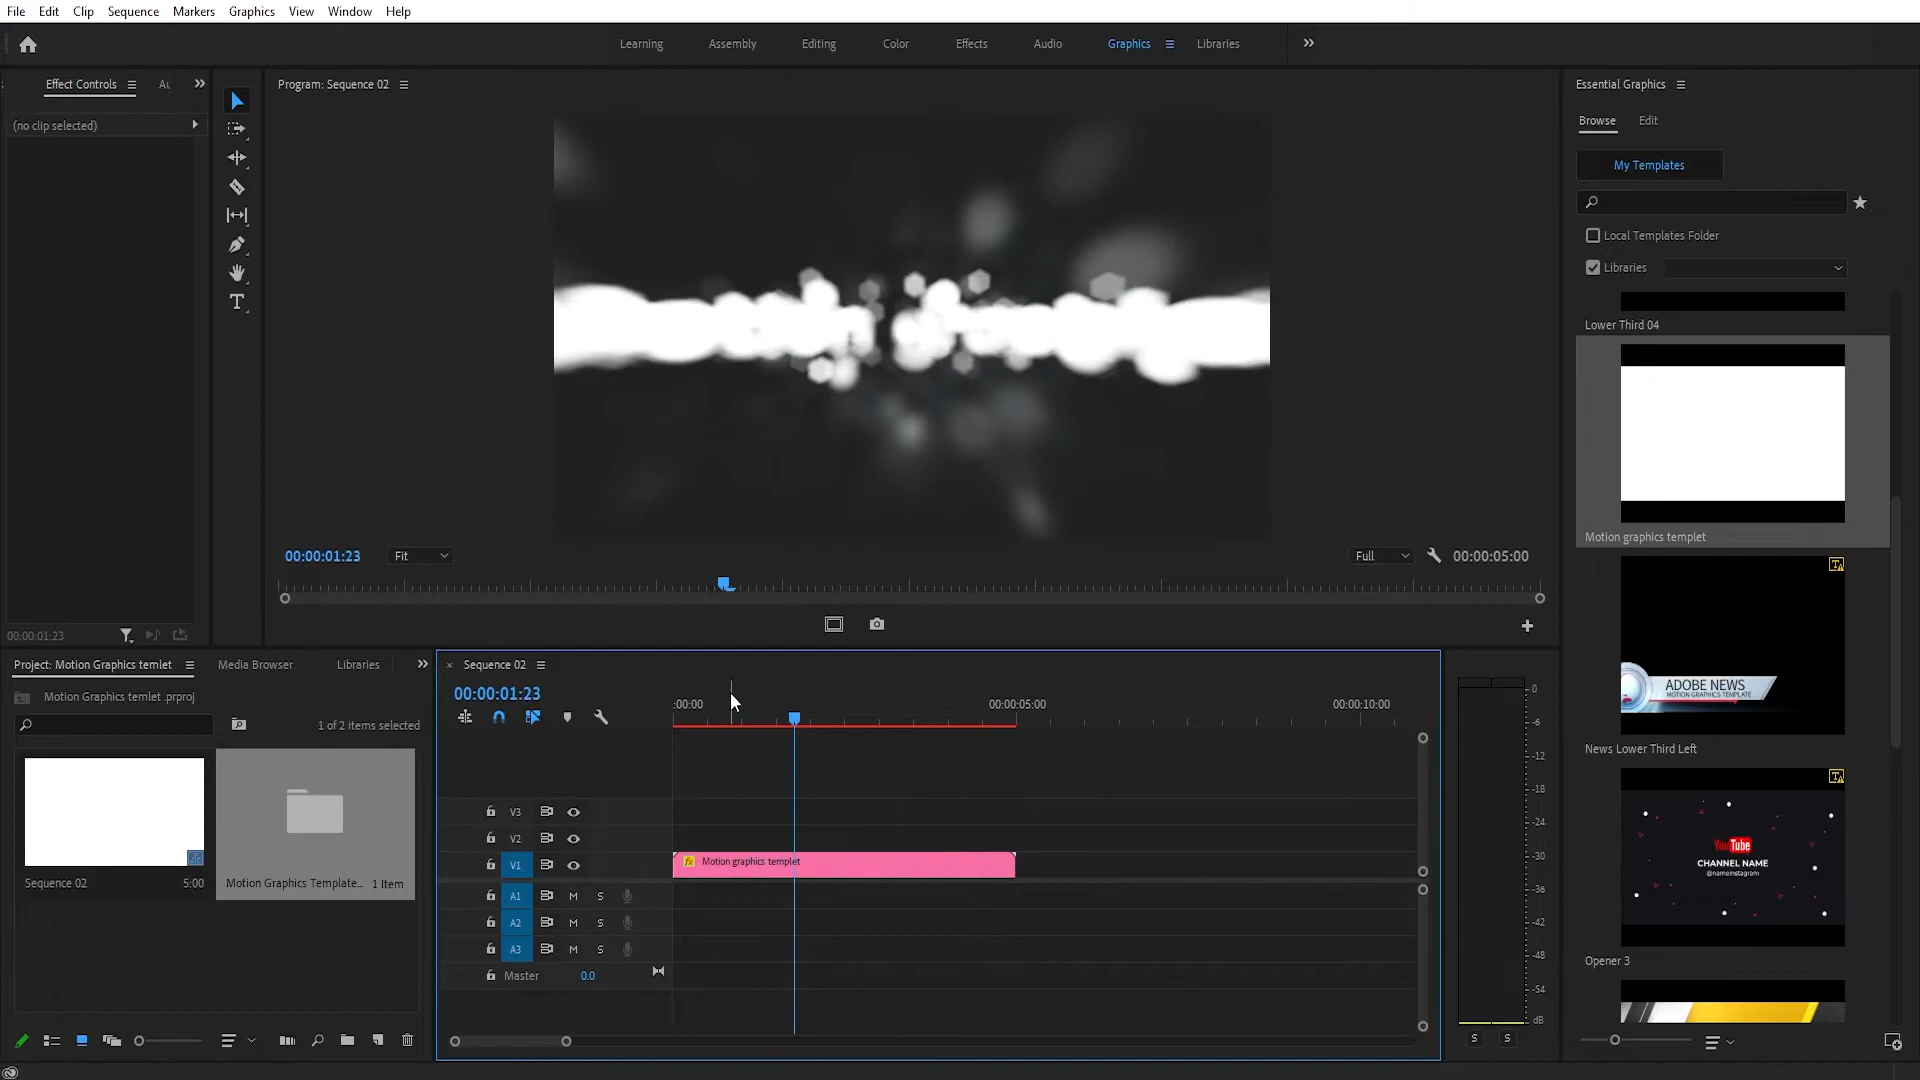 File Edit Clip Sequence Markers Graphics View Window Help
Learning Assembly Editing Color Effects Audio Graphics Libraries
Effect Controls Au
(no clip selected)
Program: Sequence 02
Essential Graphics
Browse Edit
My Templates
Local Templates Folder
Libraries
Lower Third 04
Motion graphics templet
ADOBE NEWS
MOTION GRAPHICS TEMPLATE
News Lower Third Left
YouTube
CHANNEL NAME
@nameinstagram
Opener 3
00:00:01:23 Fit Full 00:00:05:00
00:00:01:23
Project: Motion Graphics temlet Media Browser Libraries
Motion Graphics temlet .prproj
1 of 2 items selected
Sequence 02 5:00
Motion Graphics Template... 1 Item
Sequence 02
00:00:01:23
:00:00 00:00:05:00 00:00:10:00
V3
V2
V1 fx Motion graphics templet
A1 M S
A2 M S
A3 M S
Master 0.0
0
-6
-12
-18
-24
-30
-36
-42
-48
-54
dB
S S